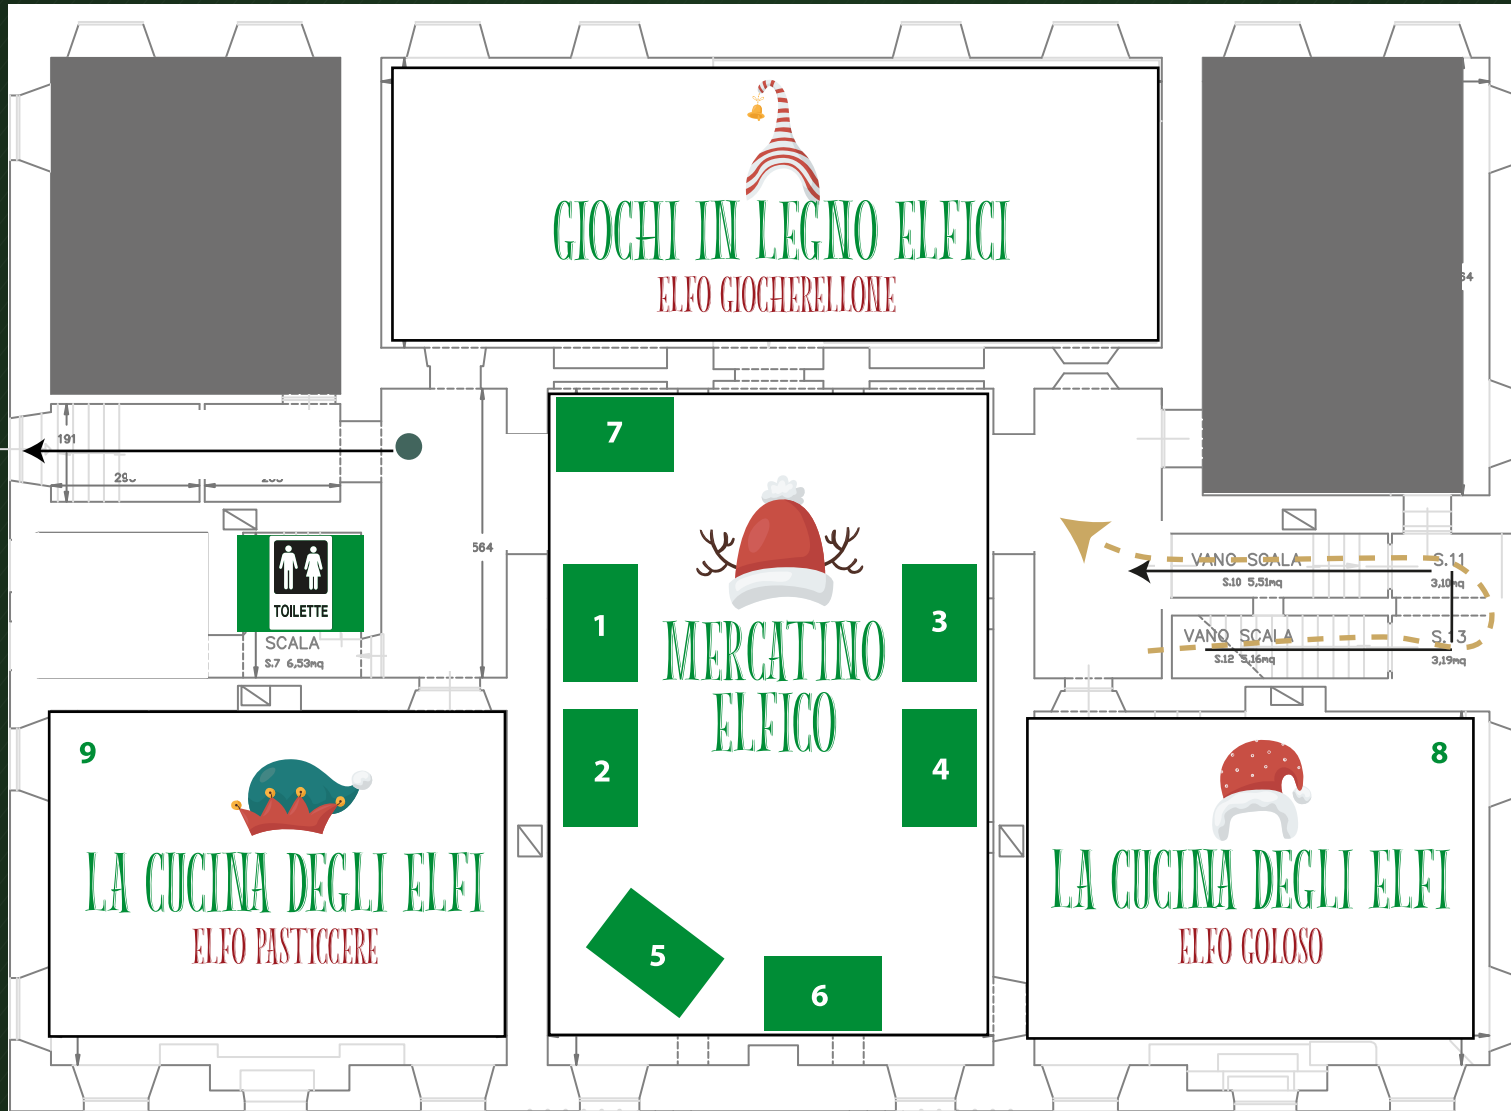 GIOCHI IN LEGNO ELFICI
ELFO GIOCHERELLONE
64
191
564
7
TOILETTE
SCALA
S.7 6,53mq
1
2
3
4
5
6
MERCATINO
ELFICO
VANO SCALA
S.10 5,51mq
S.11
3,10mq
VANO SCALA
S.12 5,16mq
S.13
3,19mq
9
LA CUCINA DEGLI ELFI
ELFO PASTICCERE
8
LA CUCINA DEGLI ELFI
ELFO GOLOSO